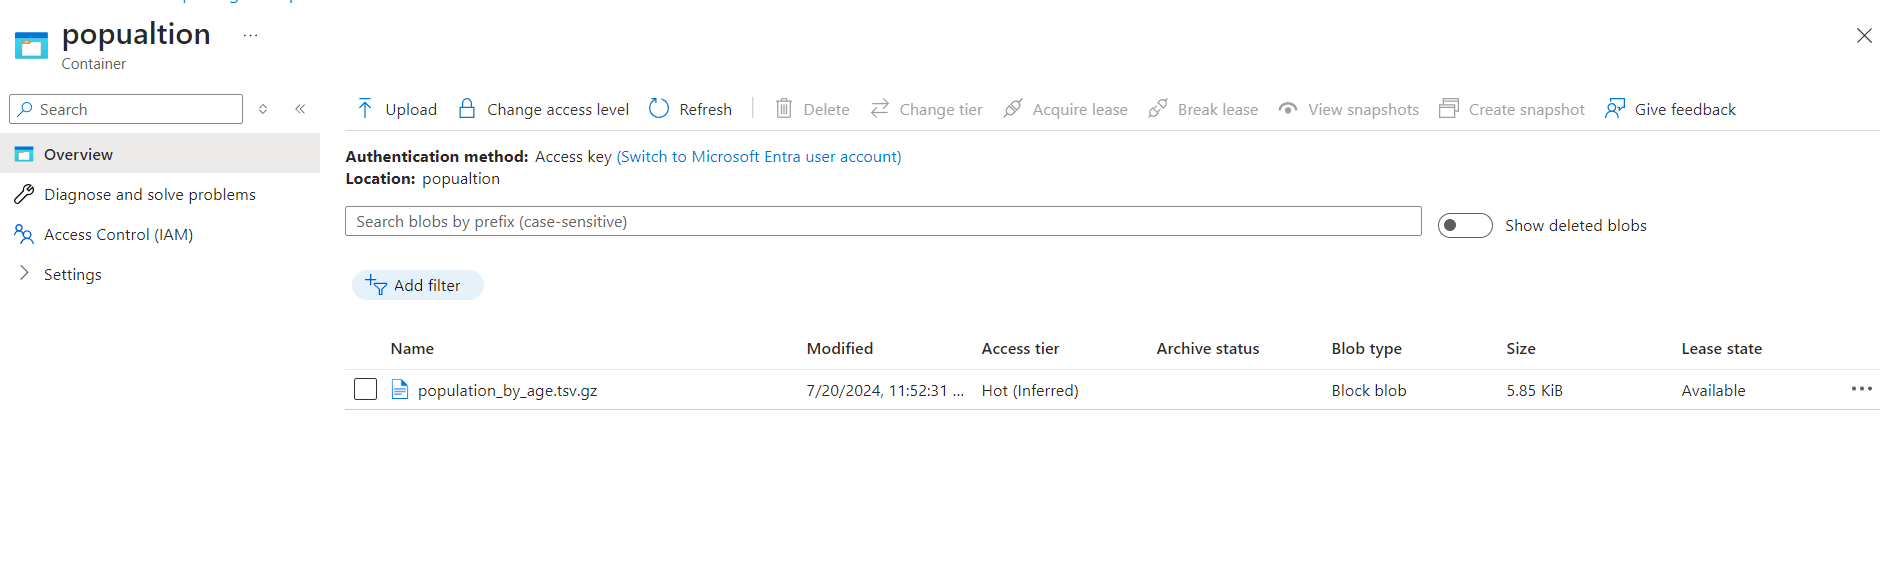 popualtion ...
Container
Search
Upload Change access level Refresh Delete Change tier Acquire lease Break lease View snapshots Create snapshot Give feedback
Overview
Diagnose and solve problems
Access Control (IAM)
Settings
Authentication method: Access key (Switch to Microsoft Entra user account)
Location: popualtion
Search blobs by prefix (case-sensitive)
Show deleted blobs
Add filter
Name Modified Access tier Archive status Blob type Size Lease state
population_by_age.tsv.gz 7/20/2024, 11:52:31 ... Hot (Inferred) Block blob 5.85 KiB Available ...